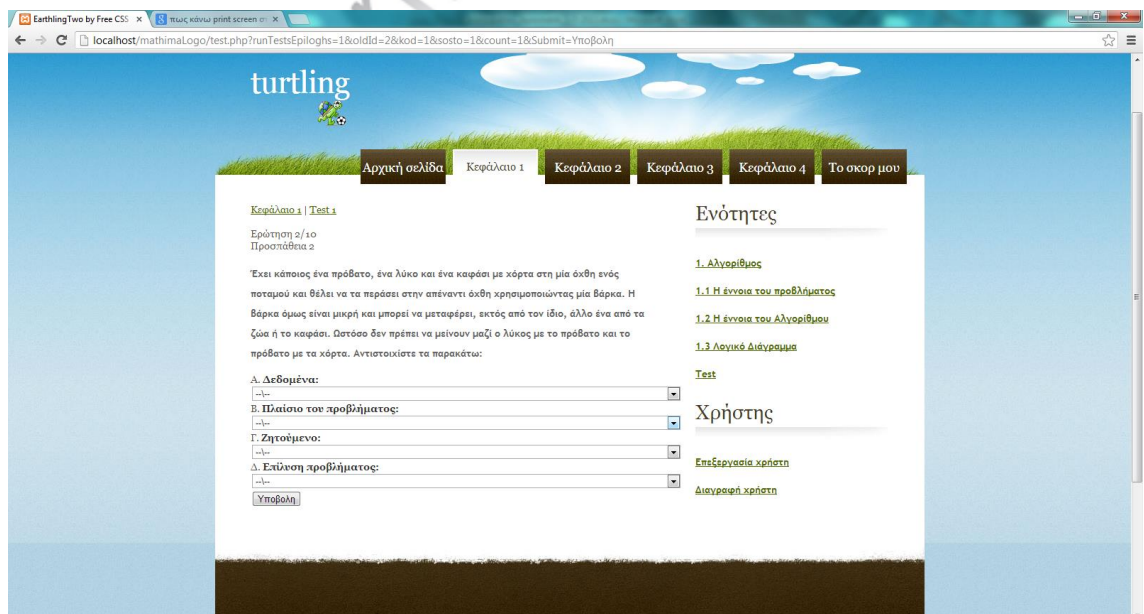 EarthlingTwo by Free CSS
πως κάνω print screen
localhost/mathimaLogo/test.php?runTestsEpiloghs=1&oldId=2&kod=1&sosto=1&count=1&Submit=Υποβολη
turtling
Αρχική σελίδα Κεφάλαιο 1 Κεφάλαιο 2 Κεφάλαιο 3 Κεφάλαιο 4 Το σκορ μου
Κεφάλαιο 1 | Test 1
Ερώτηση 2/10
Προσπάθεια 2
Έχει κάποιος ένα πρόβατο, ένα λύκο και ένα καφάσι με χόρτα στη μία όχθη ενός
ποταμού και θέλει να τα περάσει στην απέναντι όχθη χρησιμοποιώντας μία βάρκα. Η
βάρκα όμως είναι μικρή και μπορεί να μεταφέρει, εκτός από τον ίδιο, άλλο ένα από τα
ζώα ή το καφάσι. Ωστόσο δεν πρέπει να μείνουν μαζί ο λύκος με το πρόβατο και το
πρόβατο με τα χόρτα. Αντιστοιχίστε τα παρακάτω:
Α. Δεδομένα:
--\--
Β. Πλαίσιο του προβλήματος:
--\--
Γ. Ζητούμενο:
--\--
Δ. Επίλυση προβλήματος:
--\--
Υποβολη
Ενότητες
1. Αλγορίθμος
1.1 Η έννοια του προβλήματος
1.2 Η έννοια του Αλγορίθμου
1.3 Λογικό Διάγραμμα
Test
Χρήστης
Επεξεργασία χρήστη
Διαγραφή χρήστη